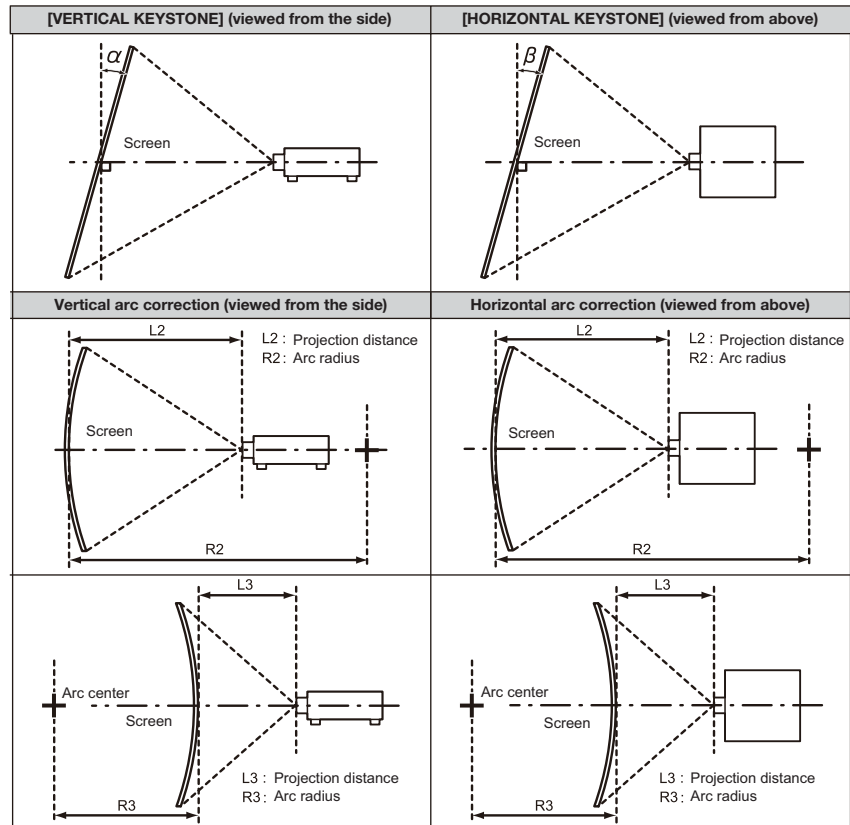 [VERTICAL KEYSTONE] (viewed from the side)
[HORIZONTAL KEYSTONE] (viewed from above)
α
Screen
β
Screen
Vertical arc correction (viewed from the side)
Horizontal arc correction (viewed from above)
L2
L2 : Projection distance
R2 : Arc radius
Screen
R2
L2
L2 : Projection distance
R2 : Arc radius
Screen
R2
L3
Arc center
Screen
L3 : Projection distance
R3 : Arc radius
R3
L3
Arc center
Screen
L3 : Projection distance
R3 : Arc radius
R3